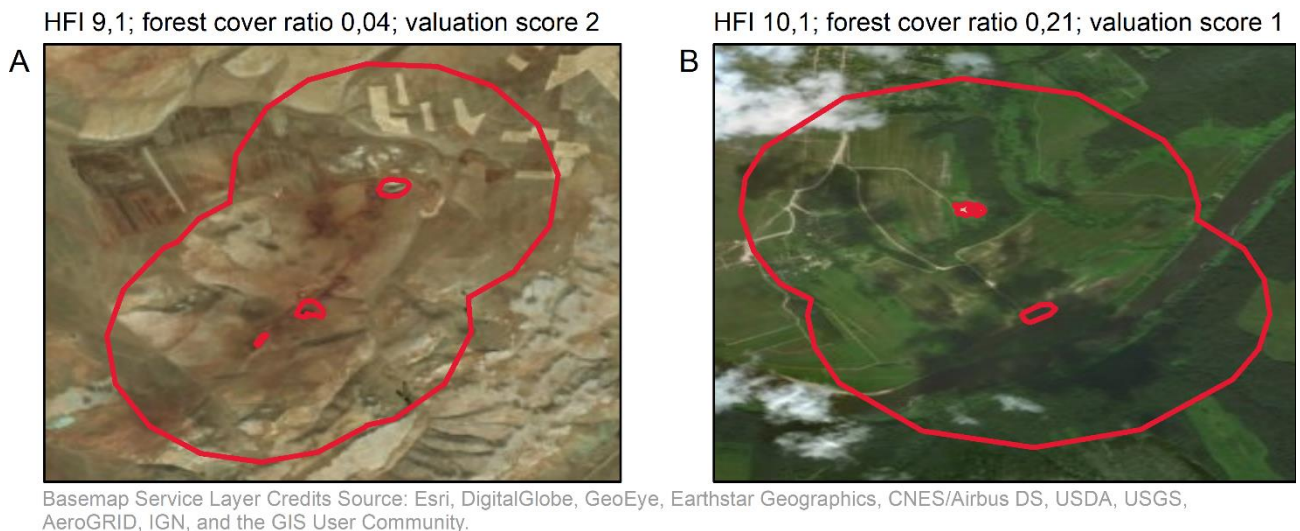 HFI 9,1; forest cover ratio 0,04; valuation score 2
HFI 10,1; forest cover ratio 0,21; valuation score 1
A
B
Basemap Service Layer Credits Source: Esri, DigitalGlobe, GeoEye, Earthstar Geographics, CNES/Airbus DS, USDA, USGS,
AeroGRID, IGN, and the GIS User Community.